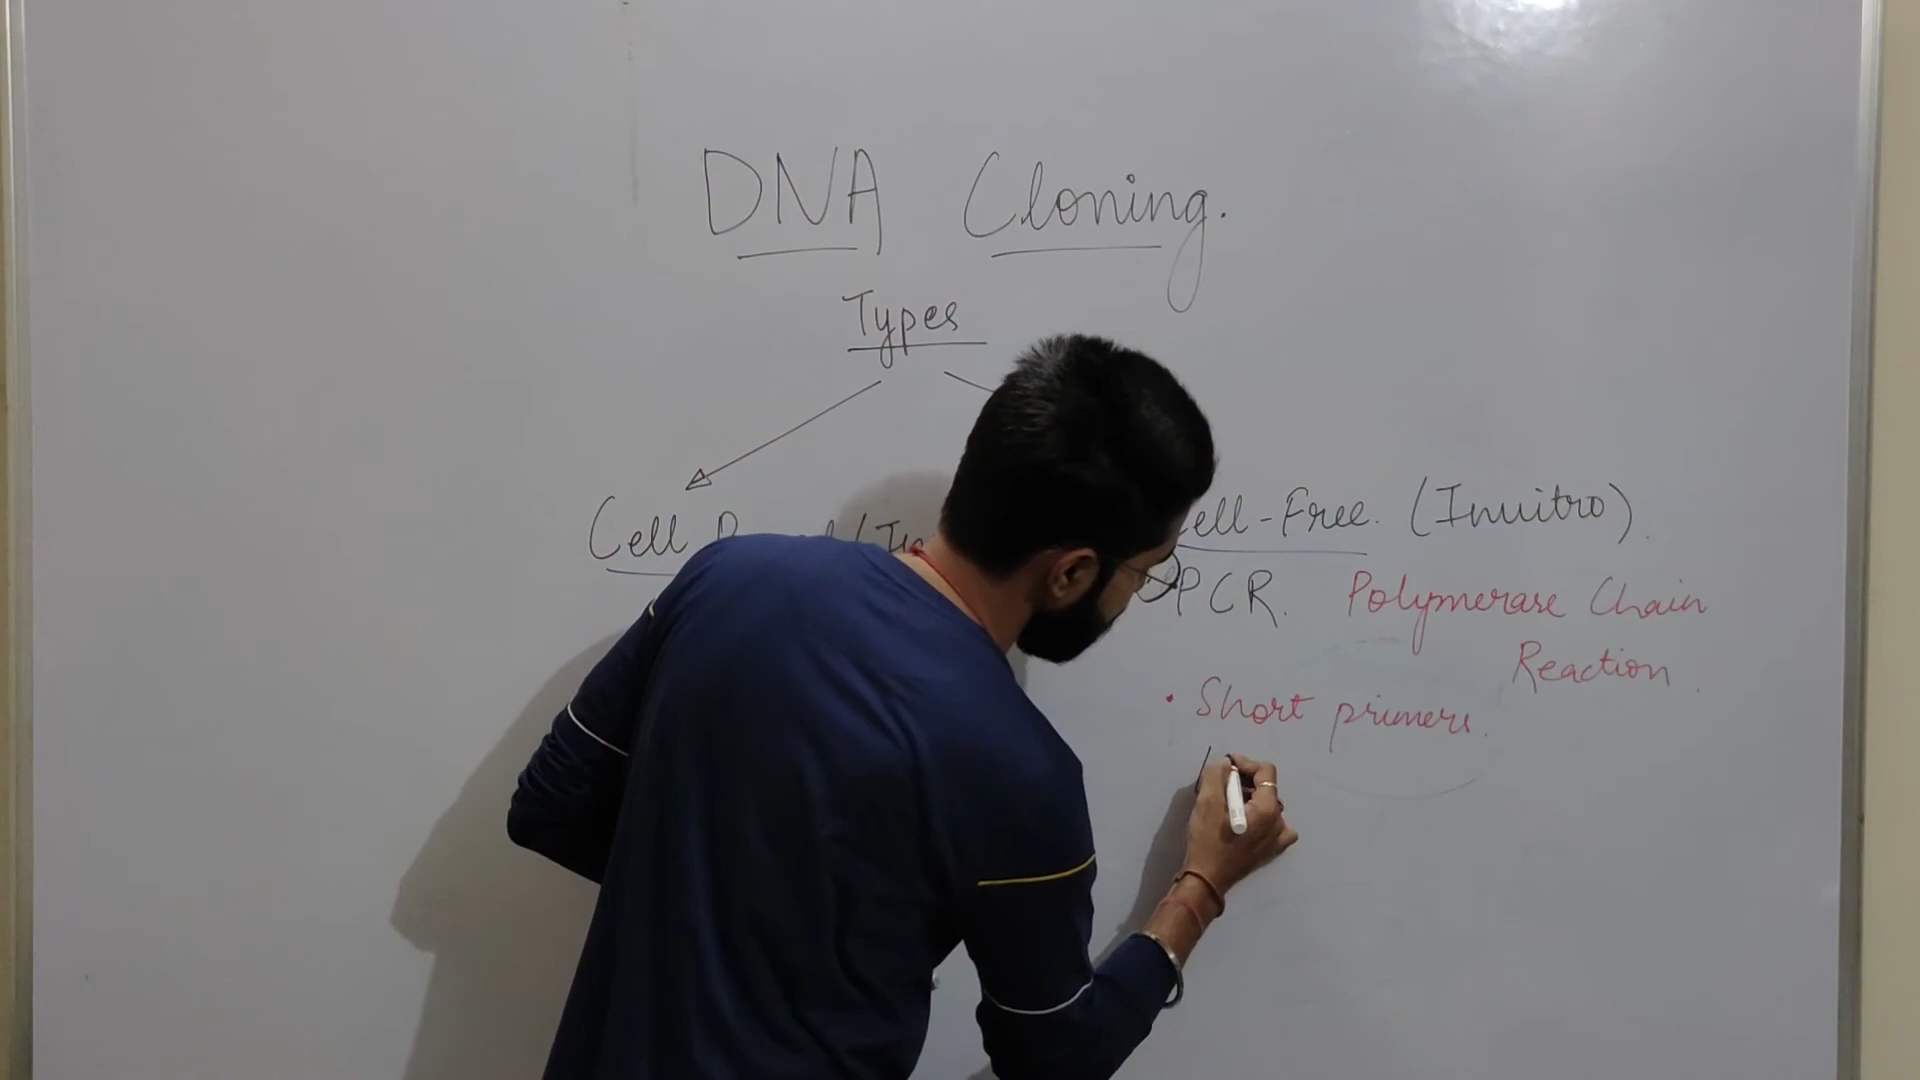 DNA Cloning.
Types
Cell
ell-Free. (Invitro).
PCR. Polymerase Chain
Reaction.
• Short primers.